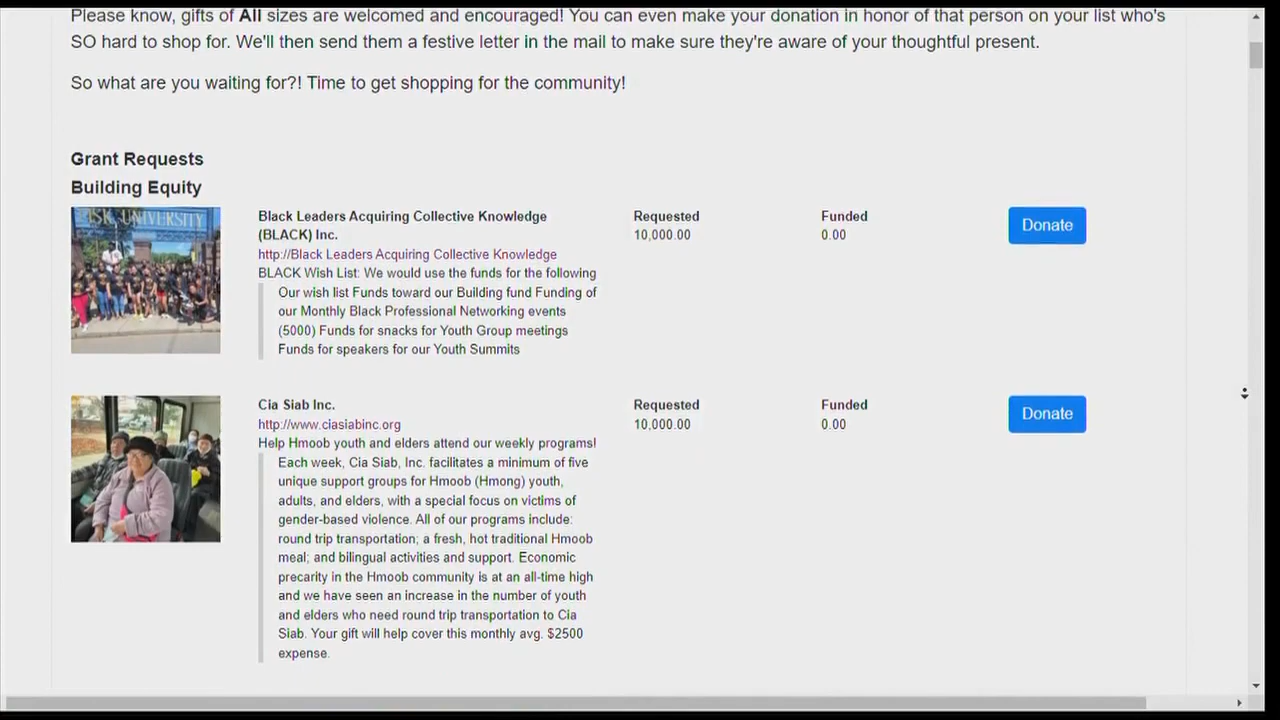 Please know, gifts of All sizes are welcomed and encouraged! You can even make your donation in honor of that person on your list who's
SO hard to shop for. We'll then send them a festive letter in the mail to make sure they're aware of your thoughtful present.
So what are you waiting for?! Time to get shopping for the community!
Grant Requests
Building Equity
ISK UNIVERSITY
Black Leaders Acquiring Collective Knowledge
(BLACK) Inc.
http://Black Leaders Acquiring Collective Knowledge
BLACK Wish List: We would use the funds for the following
Our wish list Funds toward our Building fund Funding of
our Monthly Black Professional Networking events
(5000) Funds for snacks for Youth Group meetings
Funds for speakers for our Youth Summits
Requested
10,000.00
Funded
0.00
Donate
Cia Siab Inc.
http://www.ciasiabinc.org
Help Hmoob youth and elders attend our weekly programs!
Each week, Cia Siab, Inc. facilitates a minimum of five
unique support groups for Hmoob (Hmong) youth,
adults, and elders, with a special focus on victims of
gender-based violence. All of our programs include:
round trip transportation; a fresh, hot traditional Hmoob
meal; and bilingual activities and support. Economic
precarity in the Hmoob community is at an all-time high
and we have seen an increase in the number of youth
and elders who need round trip transportation to Cia
Siab. Your gift will help cover this monthly avg. $2500
expense.
Requested
10,000.00
Funded
0.00
Donate